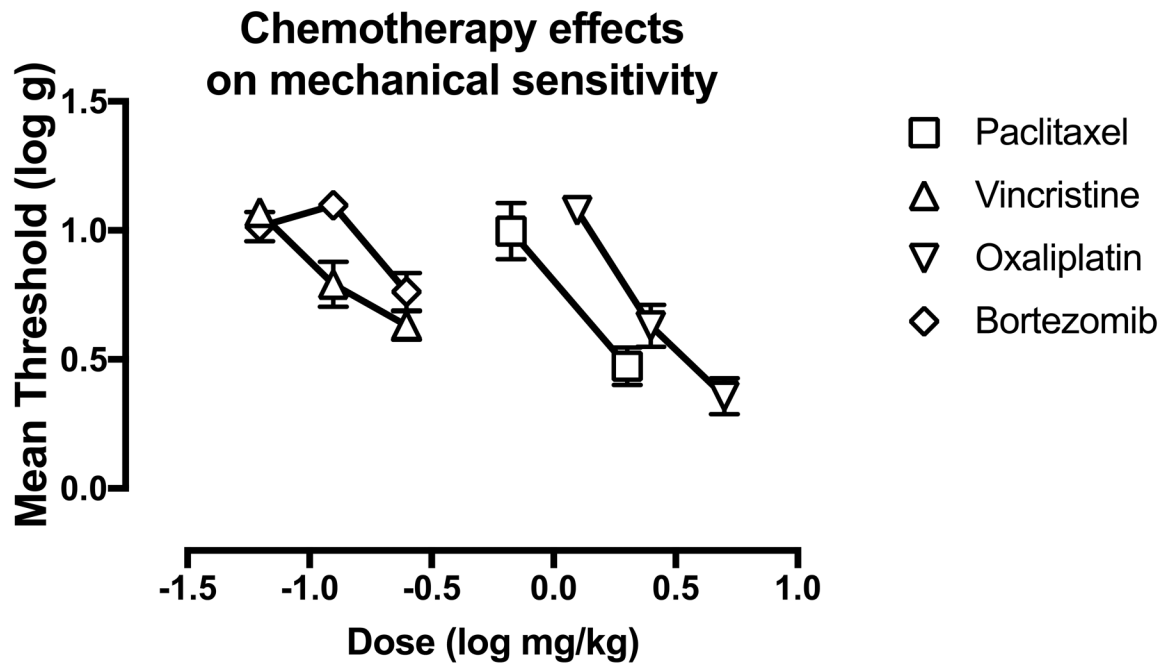 Chemotherapy effects
on mechanical sensitivity
Mean Threshold (log g)
1.5
1.0
0.5
0.0
-1.5 -1.0 -0.5 0.0 0.5 1.0
Dose (log mg/kg)
Paclitaxel
Vincristine
Oxaliplatin
Bortezomib